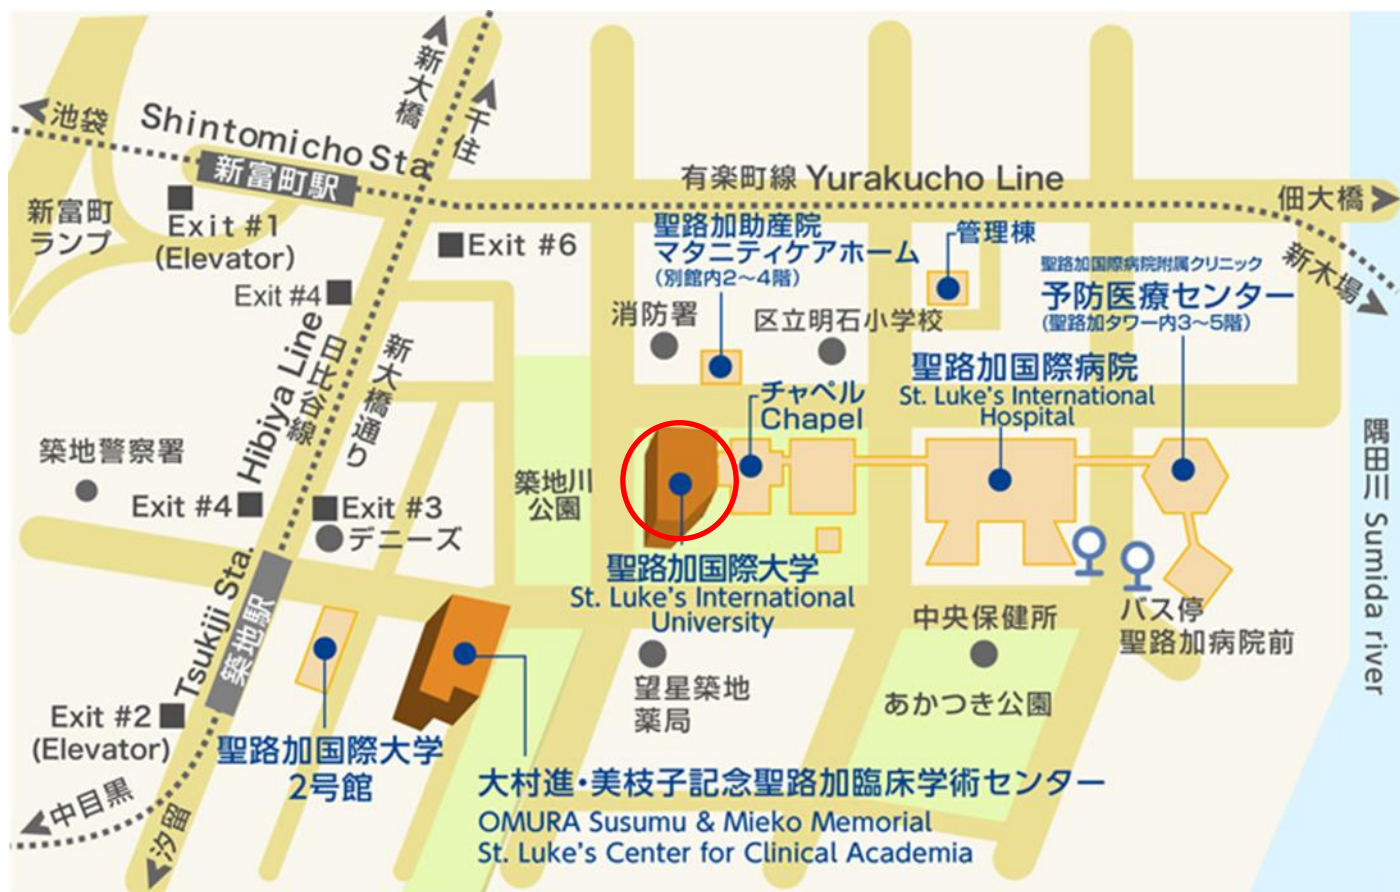 新大橋
千住
池袋
Shintomicho Sta.
新富町駅
有楽町線 Yurakucho Line
佃大橋
新木場
新富町
ランプ
Exit #1
(Elevator)
Exit #6
Exit #4
聖路加助産院
マタニティケアホーム
(別館内2〜4階)
管理棟
聖路加国際病院附属クリニック
予防医療センター
(聖路加タワー内3〜5階)
消防署
区立明石小学校
日比谷線
Hibiya Line
新大橋通り
チャペル
Chapel
聖路加国際病院
St. Luke's International
Hospital
築地警察署
Exit #4
Exit #3
デニーズ
築地川
公園
隅田川 Sumida river
聖路加国際大学
St. Luke's International
University
中央保健所
バス停
聖路加病院前
Tsukiji Sta.
築地駅
望星築地
薬局
あかつき公園
Exit #2
(Elevator)
聖路加国際大学
2号館
大村進・美枝子記念聖路加臨床学術センター
OMURA Susumu & Mieko Memorial
St. Luke's Center for Clinical Academia
中目黒
汐留